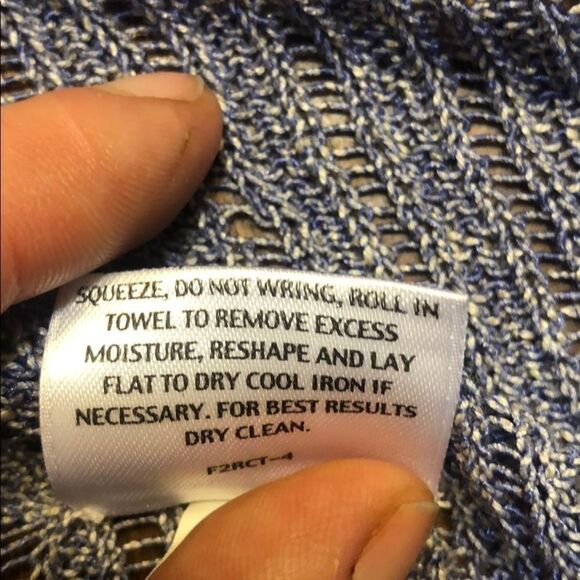 SQUEEZE, DO NOT WRING, ROLL IN
TOWEL TO REMOVE EXCESS
MOISTURE, RESHAPE AND LAY
FLAT TO DRY COOL IRON IF
NECESSARY. FOR BEST RESULTS
DRY CLEAN.
F2RCT-4